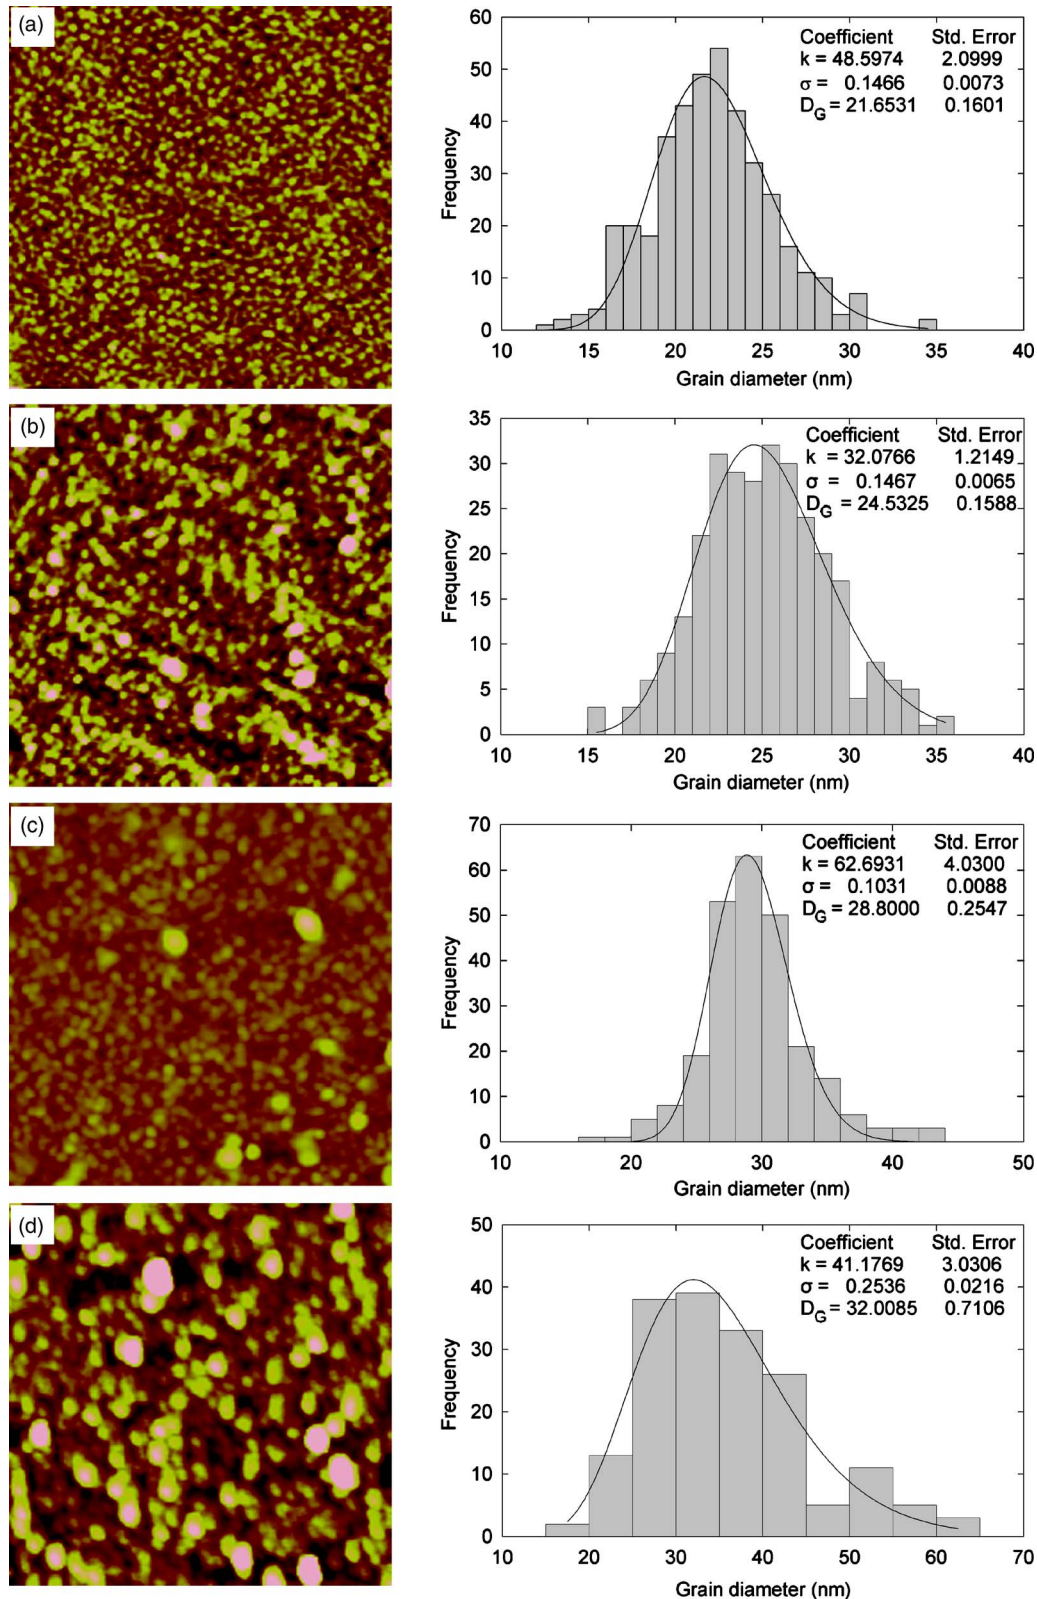 (a)
60
50
40
30
20
10
0
Frequency
Coefficient Std. Error
k = 48.5974 2.0999
σ = 0.1466 0.0073
D_G = 21.6531 0.1601
10 15 20 25 30 35 40
Grain diameter (nm)
(b)
35
30
25
20
15
10
5
0
Frequency
Coefficient Std. Error
k = 32.0766 1.2149
σ = 0.1467 0.0065
D_G = 24.5325 0.1588
10 20 25 30 40
Grain diameter (nm)
(c)
70
60
50
40
30
20
10
0
Frequency
Coefficient Std. Error
k = 62.6931 4.0300
σ = 0.1031 0.0088
D_G = 28.8000 0.2547
10 20 30 40 50
Grain diameter (nm)
(d)
50
40
30
20
10
0
Frequency
Coefficient Std. Error
k = 41.1769 3.0306
σ = 0.2536 0.0216
D_G = 32.0085 0.7106
10 20 30 40 50 60 70
Grain diameter (nm)